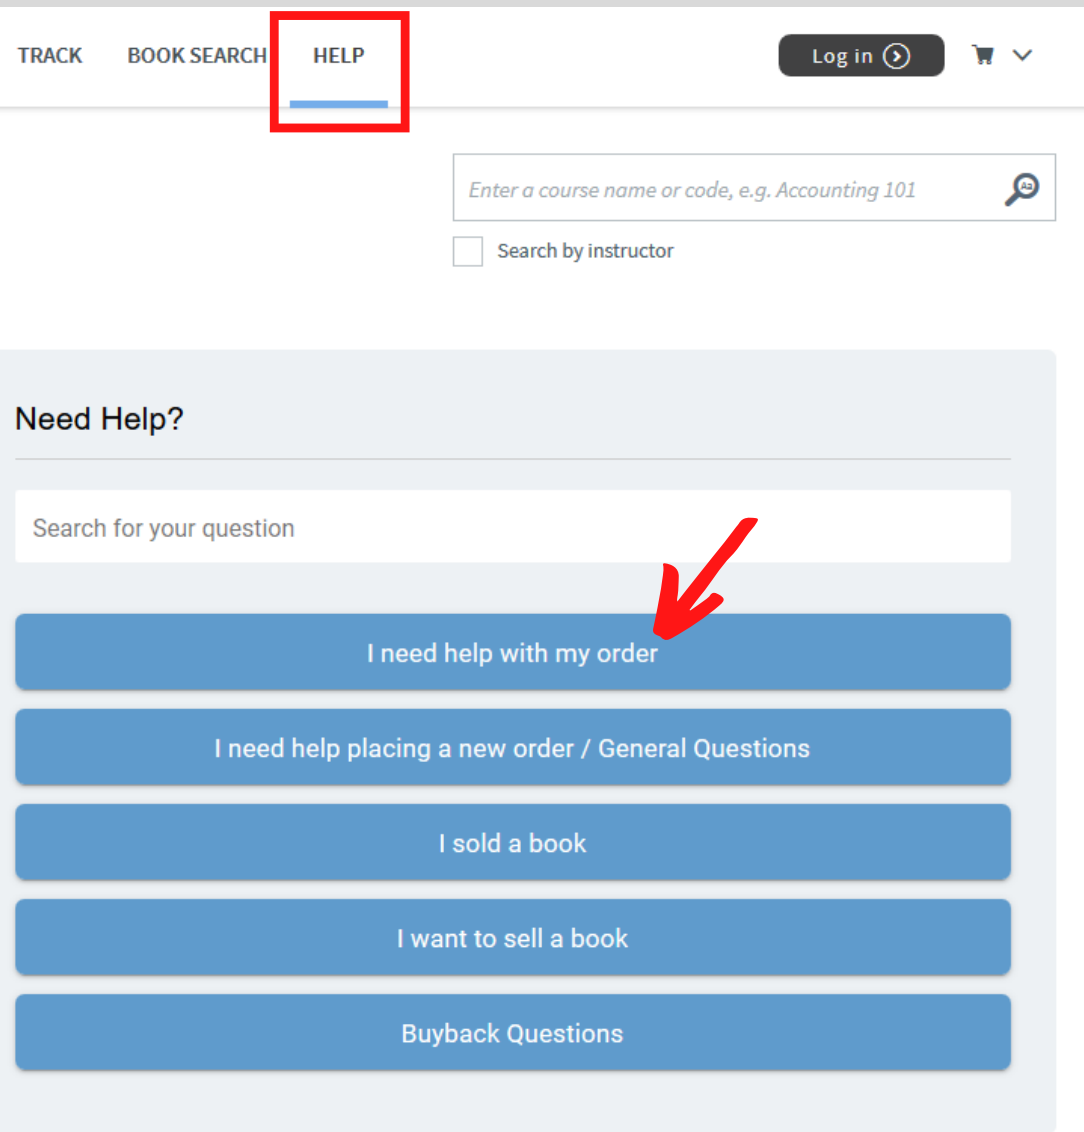 TRACK BOOK SEARCH HELP Log in
Enter a course name or code, e.g. Accounting 101 Aa
Search by instructor
Need Help?
Search for your question
I need help with my order
I need help placing a new order / General Questions
I sold a book
I want to sell a book
Buyback Questions